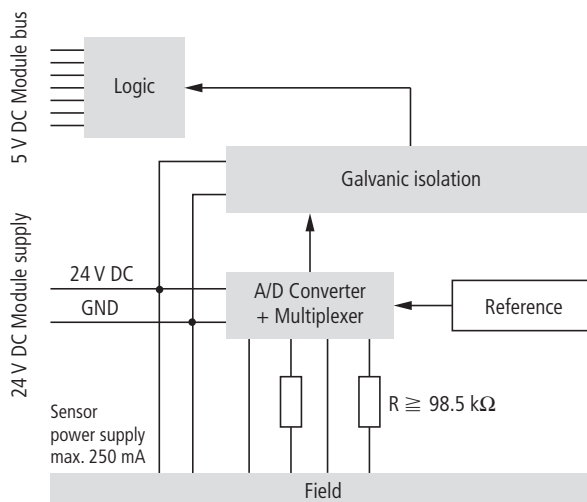 5 V DC Module bus
Logic
Galvanic isolation
24 V DC Module supply
24 V DC
GND
A/D Converter
+ Multiplexer
Reference
Sensor
power supply
max. 250 mA
R ≧ 98.5 kΩ
Field